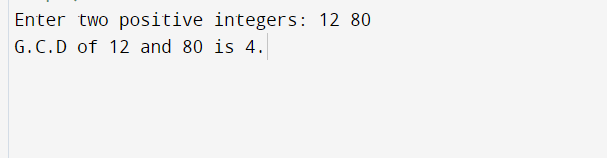 Enter two positive integers: 12 80
G.C.D of 12 and 80 is 4.